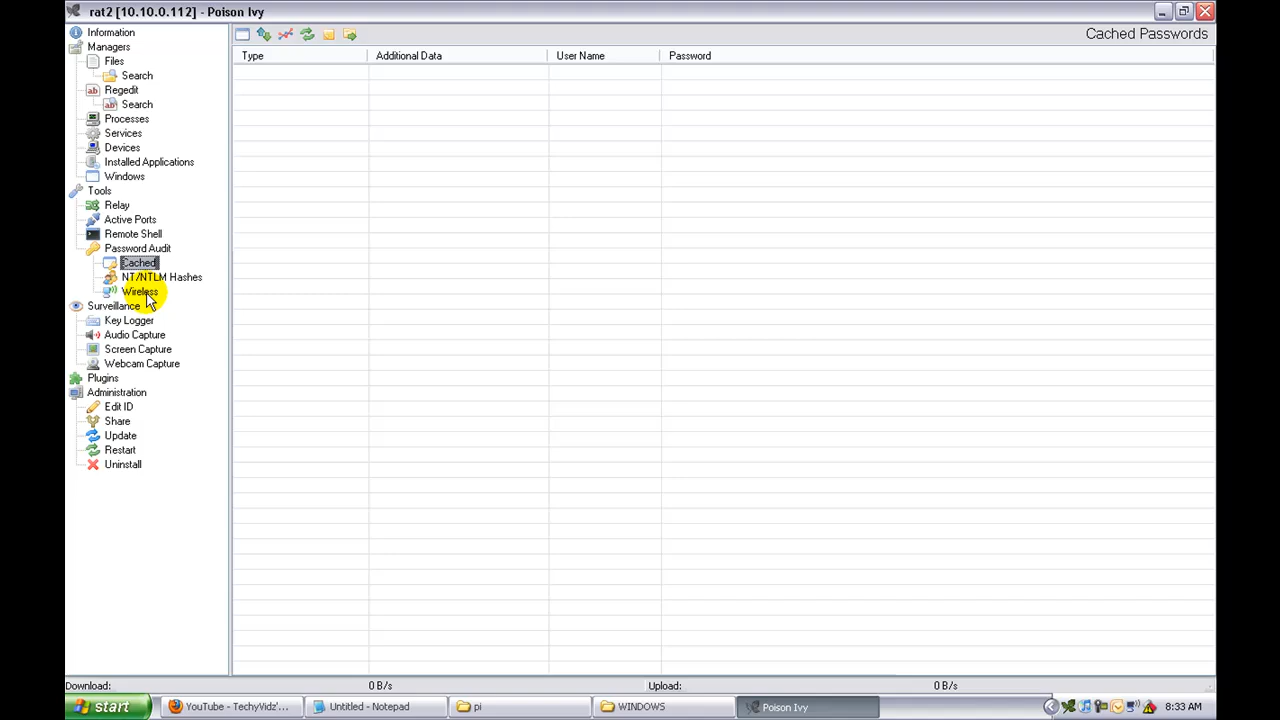 rat2 [10.10.0.112] - Poison Ivy
Cached Passwords
Information
Managers
Files
Search
Regedit
Search
Processes
Services
Devices
Installed Applications
Windows
Tools
Relay
Active Ports
Remote Shell
Password Audit
Cached
NT/NTLM Hashes
Wireless
Surveillance
Key Logger
Audio Capture
Screen Capture
Webcam Capture
Plugins
Administration
Edit ID
Share
Update
Restart
Uninstall
Type Additional Data User Name Password
Download: 0 B/s Upload: 0 B/s
start YouTube - TechyVidz'... Untitled - Notepad pi WINDOWS Poison Ivy 8:33 AM